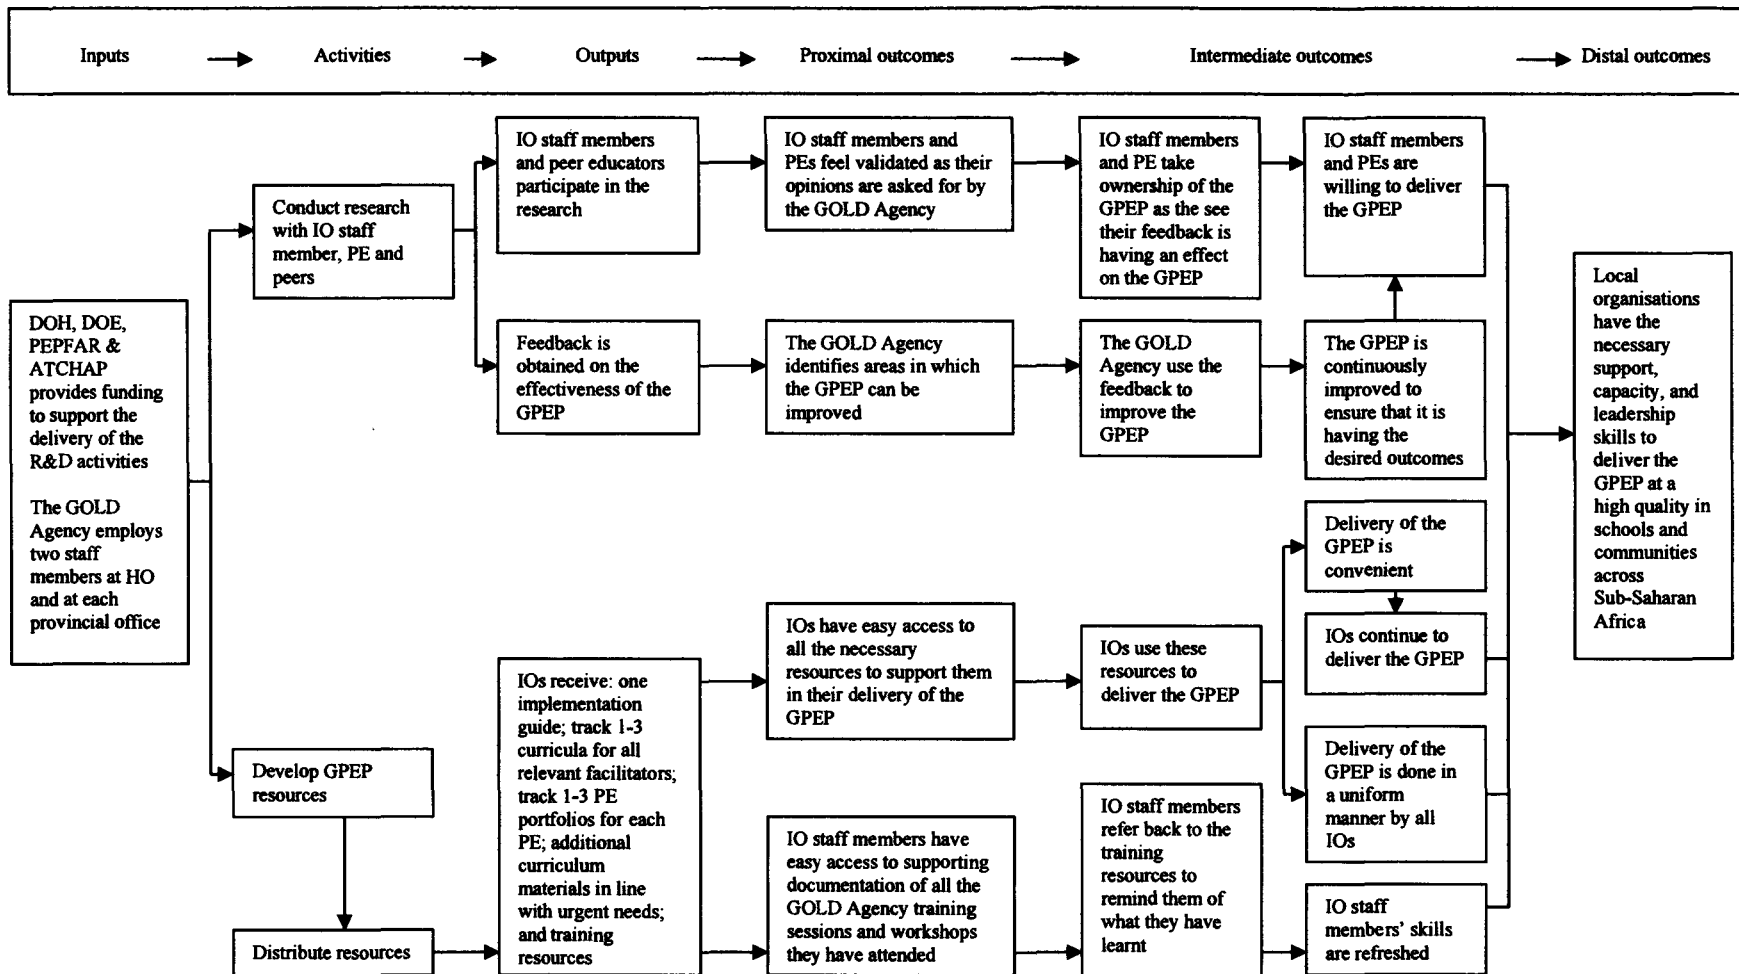 Inputs
Activities
Outputs
Proximal outcomes
Intermediate outcomes
Distal outcomes
DOH, DOE,
PEPFAR &
ATCHAP
provides funding
to support the
delivery of the
R&D activities
The GOLD
Agency employs
two staff
members at HO
and at each
provincial office
Conduct research
with IO staff
member, PE and
peers
Develop GPEP
resources
Distribute resources
IO staff members
and peer educators
participate in the
research
Feedback is
obtained on the
effectiveness of the
GPEP
IOs receive: one
implementation
guide; track 1-3
curricula for all
relevant facilitators;
track 1-3 PE
portfolios for each
PE; additional
curriculum
materials in line
with urgent needs;
and training
resources
IO staff members and
PEs feel validated as their
opinions are asked for by
the GOLD Agency
The GOLD Agency
identifies areas in which
the GPEP can be
improved
IOs have easy access to
all the necessary
resources to support them
in their delivery of the
GPEP
IO staff members have
easy access to supporting
documentation of all the
GOLD Agency training
sessions and workshops
they have attended
IO staff members
and PE take
ownership of the
GPEP as the see
their feedback is
having an effect
on the GPEP
The GOLD
Agency use the
feedback to
improve the
GPEP
IOs use these
resources to
deliver the GPEP
IO staff members
refer back to the
training
resources to
remind them of
what they have
learnt
IO staff members
and PEs are
willing to deliver
the GPEP
The GPEP is
continuously
improved to
ensure that it is
having the
desired outcomes
Delivery of the
GPEP is
convenient
IOs continue to
deliver the GPEP
Delivery of the
GPEP is done in
a uniform
manner by all
IOs
IO staff
members' skills
are refreshed
Local
organisations
have the
necessary
support,
capacity, and
leadership
skills to
deliver the
GPEP at a
high quality in
schools and
communities
across
Sub-Saharan
Africa